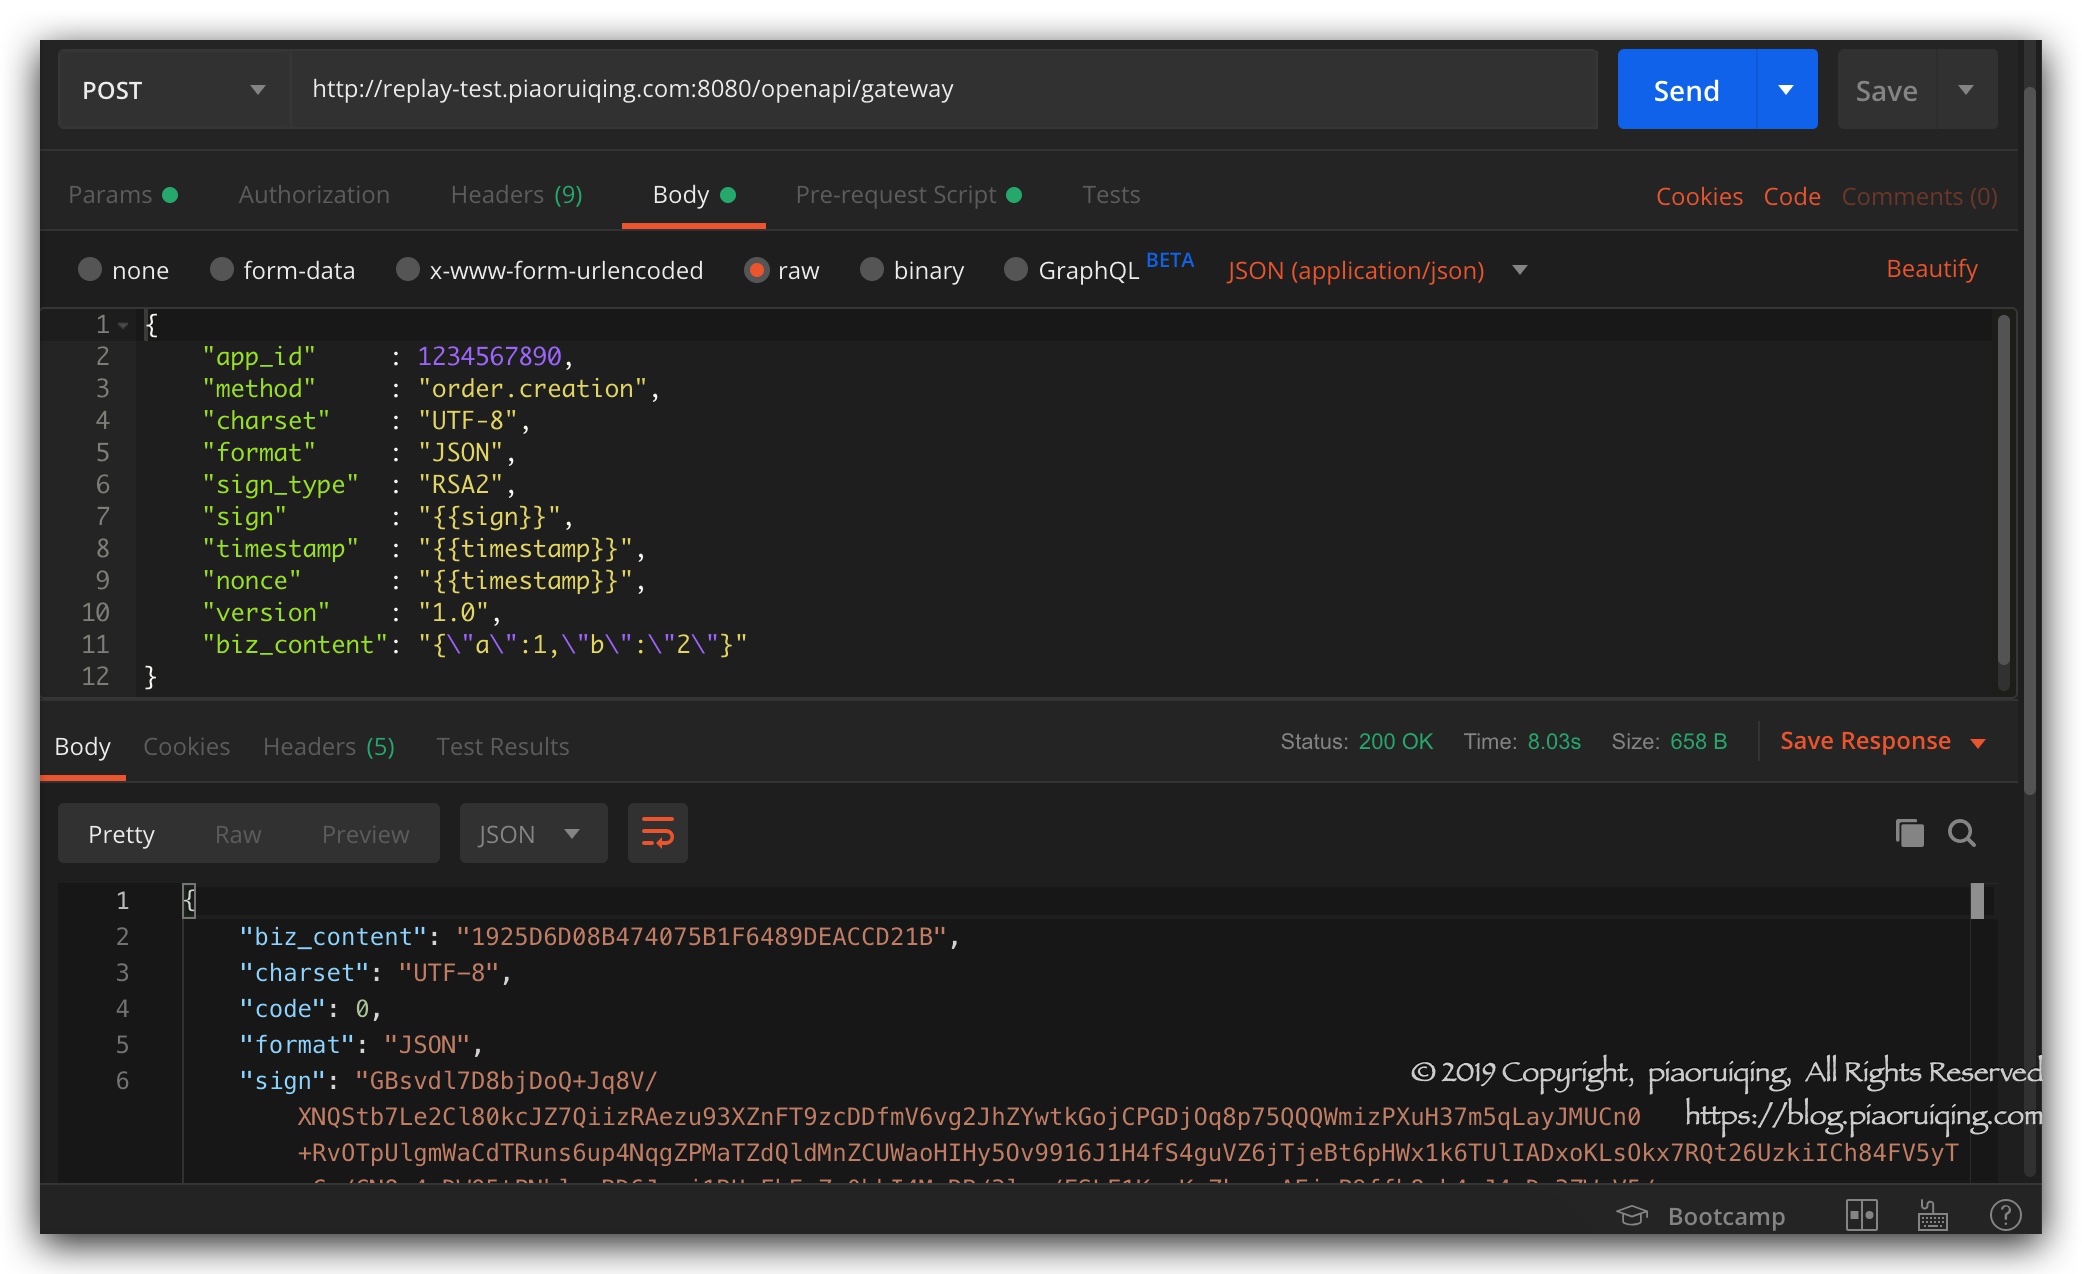 POST
http://replay-test.piaoruiqing.com:8080/openapi/gateway
Send
Save
Params
Authorization
Headers (9)
Body
Pre-request Script
Tests
Cookies
Code
Comments (0)
none
form-data
x-www-form-urlencoded
raw
binary
GraphQL BETA
JSON (application/json)
Beautify
1 {
2 "app_id" : 1234567890,
3 "method" : "order.creation",
4 "charset" : "UTF-8",
5 "format" : "JSON",
6 "sign_type" : "RSA2",
7 "sign" : "{{sign}}",
8 "timestamp" : "{{timestamp}}",
9 "nonce" : "{{timestamp}}",
10 "version" : "1.0",
11 "biz_content": "{\"a\":1,\"b\":\"2\"}"
12 }
Body
Cookies
Headers (5)
Test Results
Status: 200 OK
Time: 8.03s
Size: 658 B
Save Response
Pretty
Raw
Preview
JSON
1 {
2 "biz_content": "1925D6D08B474075B1F6489DEACCD21B",
3 "charset": "UTF-8",
4 "code": 0,
5 "format": "JSON",
6 "sign": "GBsvdl7D8bjDoQ+Jq8V/
XNQStb7Le2Cl80kcJZ7QiizRAezu93XZnFT9zcDDfmV6vg2JhZYwtkGojCPGDjOq8p75QQQWmizPXuH37m5qLayJMUCn0
+RvOTpUlgmWaCdTRuns6up4NqgZPMaTZdQldMnZCUWaoHIHy5Ov9916J1H4fS4guVZ6jTjeBt6pHWx1k6TUlIADxoKLsOkx7RQt26UzkiICh84FV5yT
© 2019 Copyright, piaoruiqing, All Rights Reserved
https://blog.piaoruiqing.com
Bootcamp